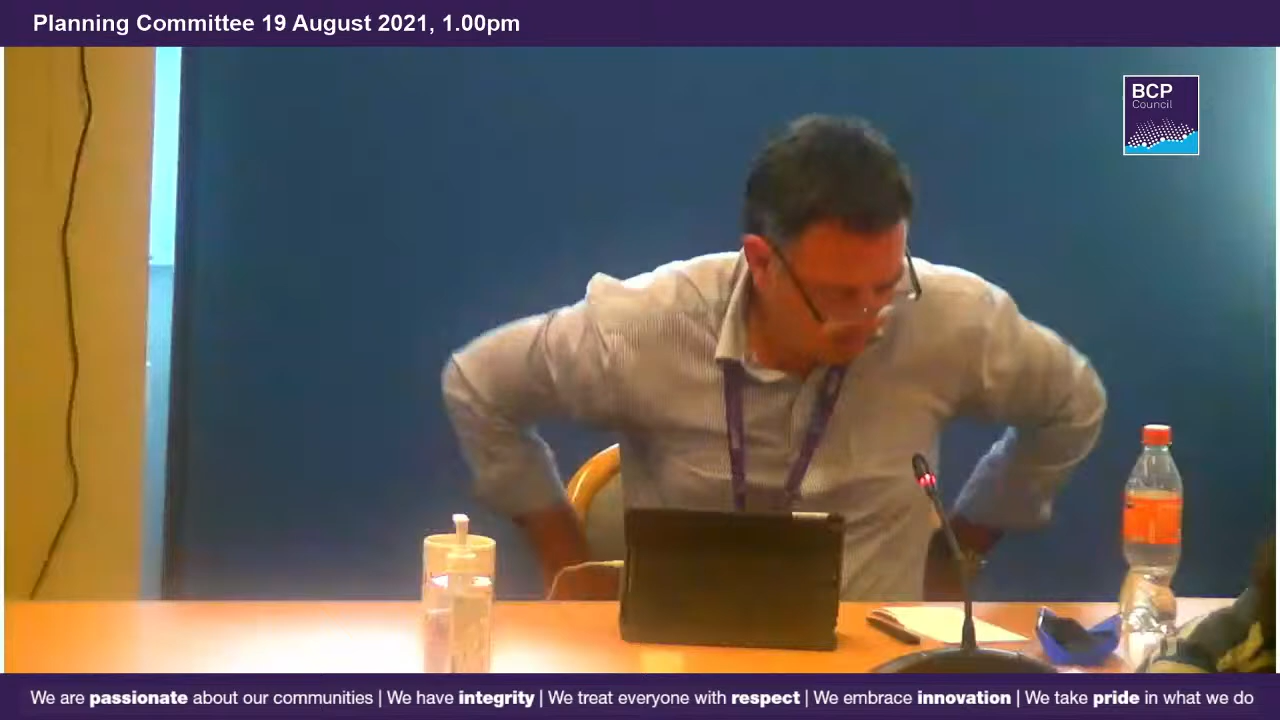 Planning Committee 19 August 2021, 1.00pm
BCP
Council
We are passionate about our communities | We have integrity | We treat everyone with respect | We embrace innovation | We take pride in what we do